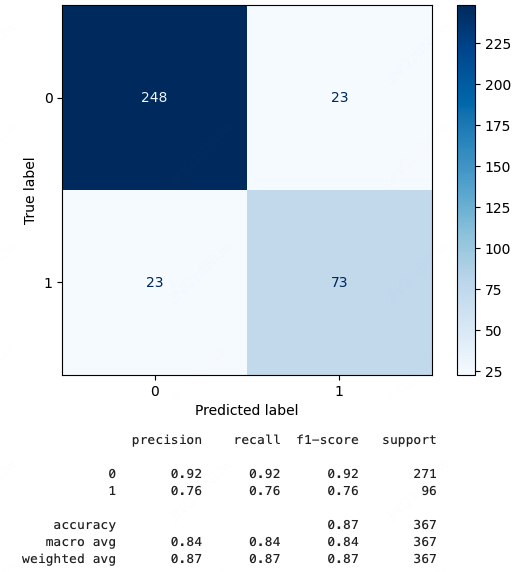 225
200
0
248
23
175
150
True label
125
100
1
23
73
75
50
25
0
1
Predicted label
precision recall f1-score support
0 0.92 0.92 0.92 271
1 0.76 0.76 0.76 96
accuracy 0.87 367
macro avg 0.84 0.84 0.84 367
weighted avg 0.87 0.87 0.87 367